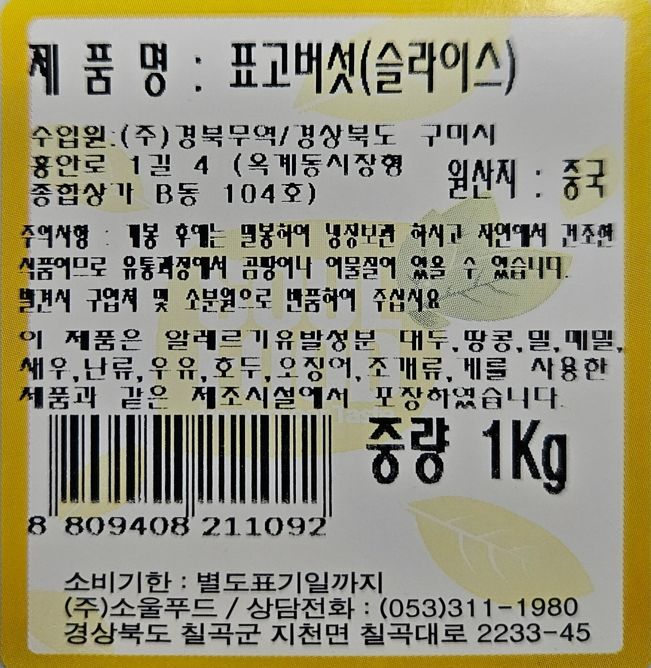 제 품 명 : 표고버섯(슬라이스)
수입원:(주)경북무역/경상북도 구미시
흥안로 1길 4 (옥계동시장형
종합상가 B동 104호)
원산지 : 중국
주의사항 : 개봉 후에는 밀봉하여 냉장보관 하시고 자연에서 건조한
식품이므로 유통과정에서 곰팡이나 이물질이 있을 수 있습니다.
발견시 구입처 및 소분원으로 반품하여 주십시요
이 제품은 알레르기유발성분 대두,땅콩,밀,메밀,
새우,난류,우유,호두,오징어,조개류,게를 사용한
제품과 같은 제조시설에서 포장하였습니다.
중량 1Kg
8 809408 211092
소비기한 : 별도표기일까지
(주)소울푸드 / 상담전화 : (053)311-1980
경상북도 칠곡군 지천면 칠곡대로 2233-45